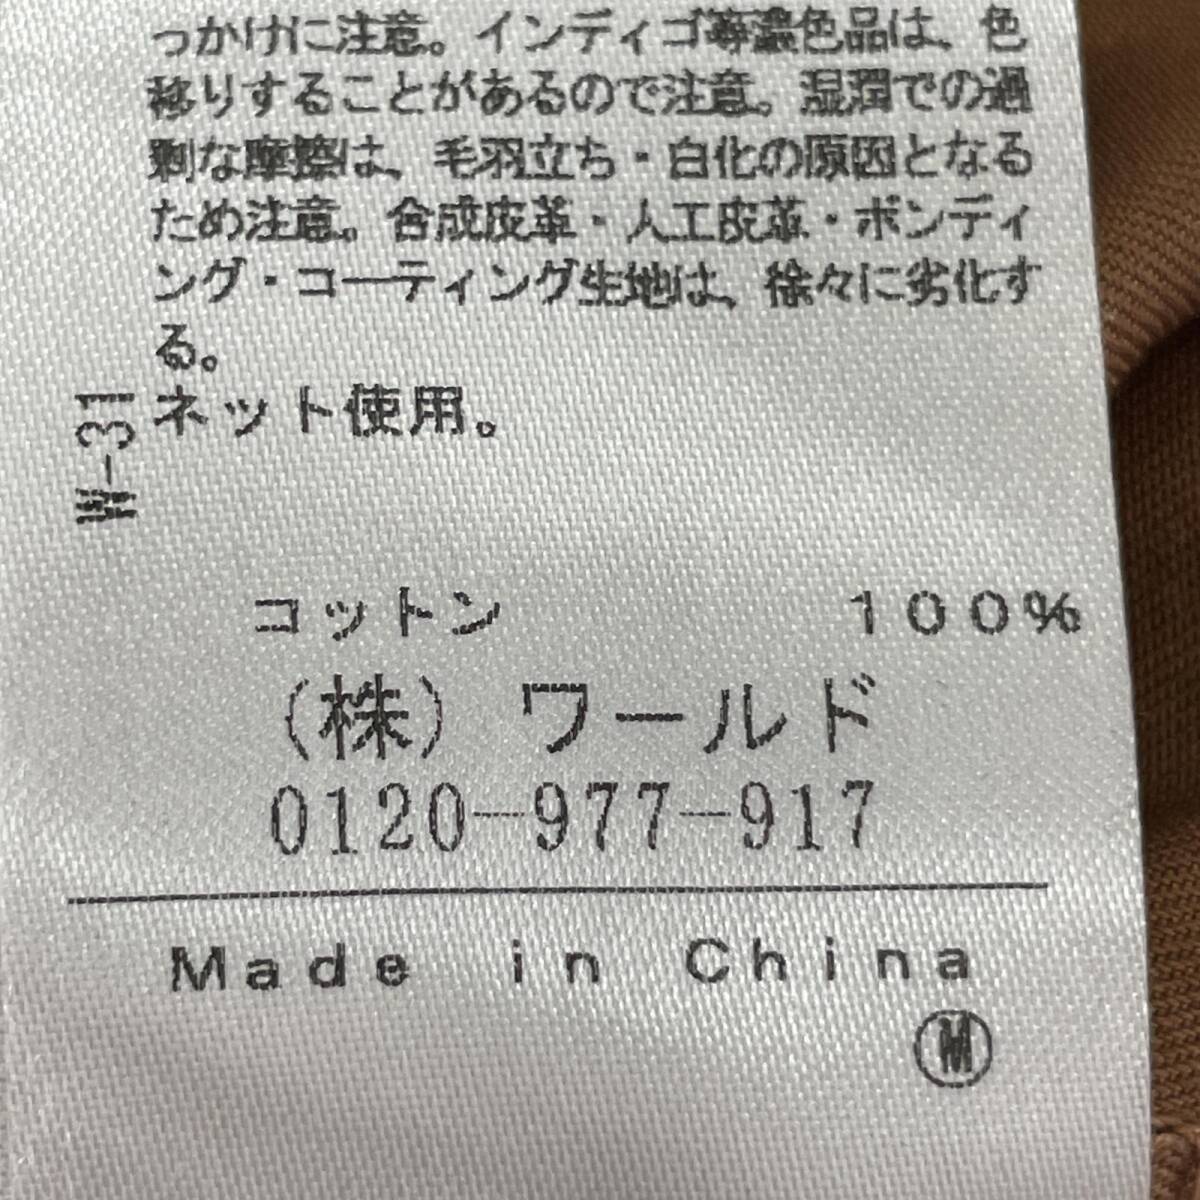 っかけに注意。インディゴ等濃色品は、色
移りすることがあるので注意。湿潤での過
剰な摩擦は、毛羽立ち・白化の原因となる
ため注意。合成皮革・人工皮革・ボンディ
ング・コーティング生地は、徐々に劣化す
る。
ネット使用。
W-31
コットン 100%
(株) ワールド
0120-977-917
Made in China
Ⓜ